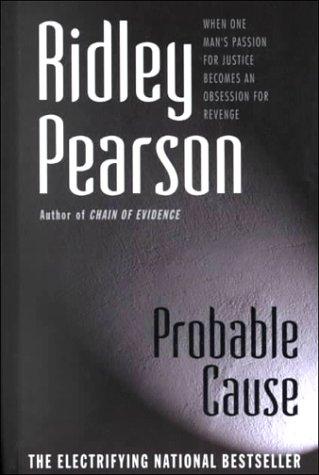 Ridley
Pearson
WHEN ONE
MAN'S PASSION
FOR JUSTICE
BECOMES AN
OBSESSION FOR
REVENGE
Author of CHAIN OF EVIDENCE
Probable
Cause
THE ELECTRIFYING NATIONAL BESTSELLER